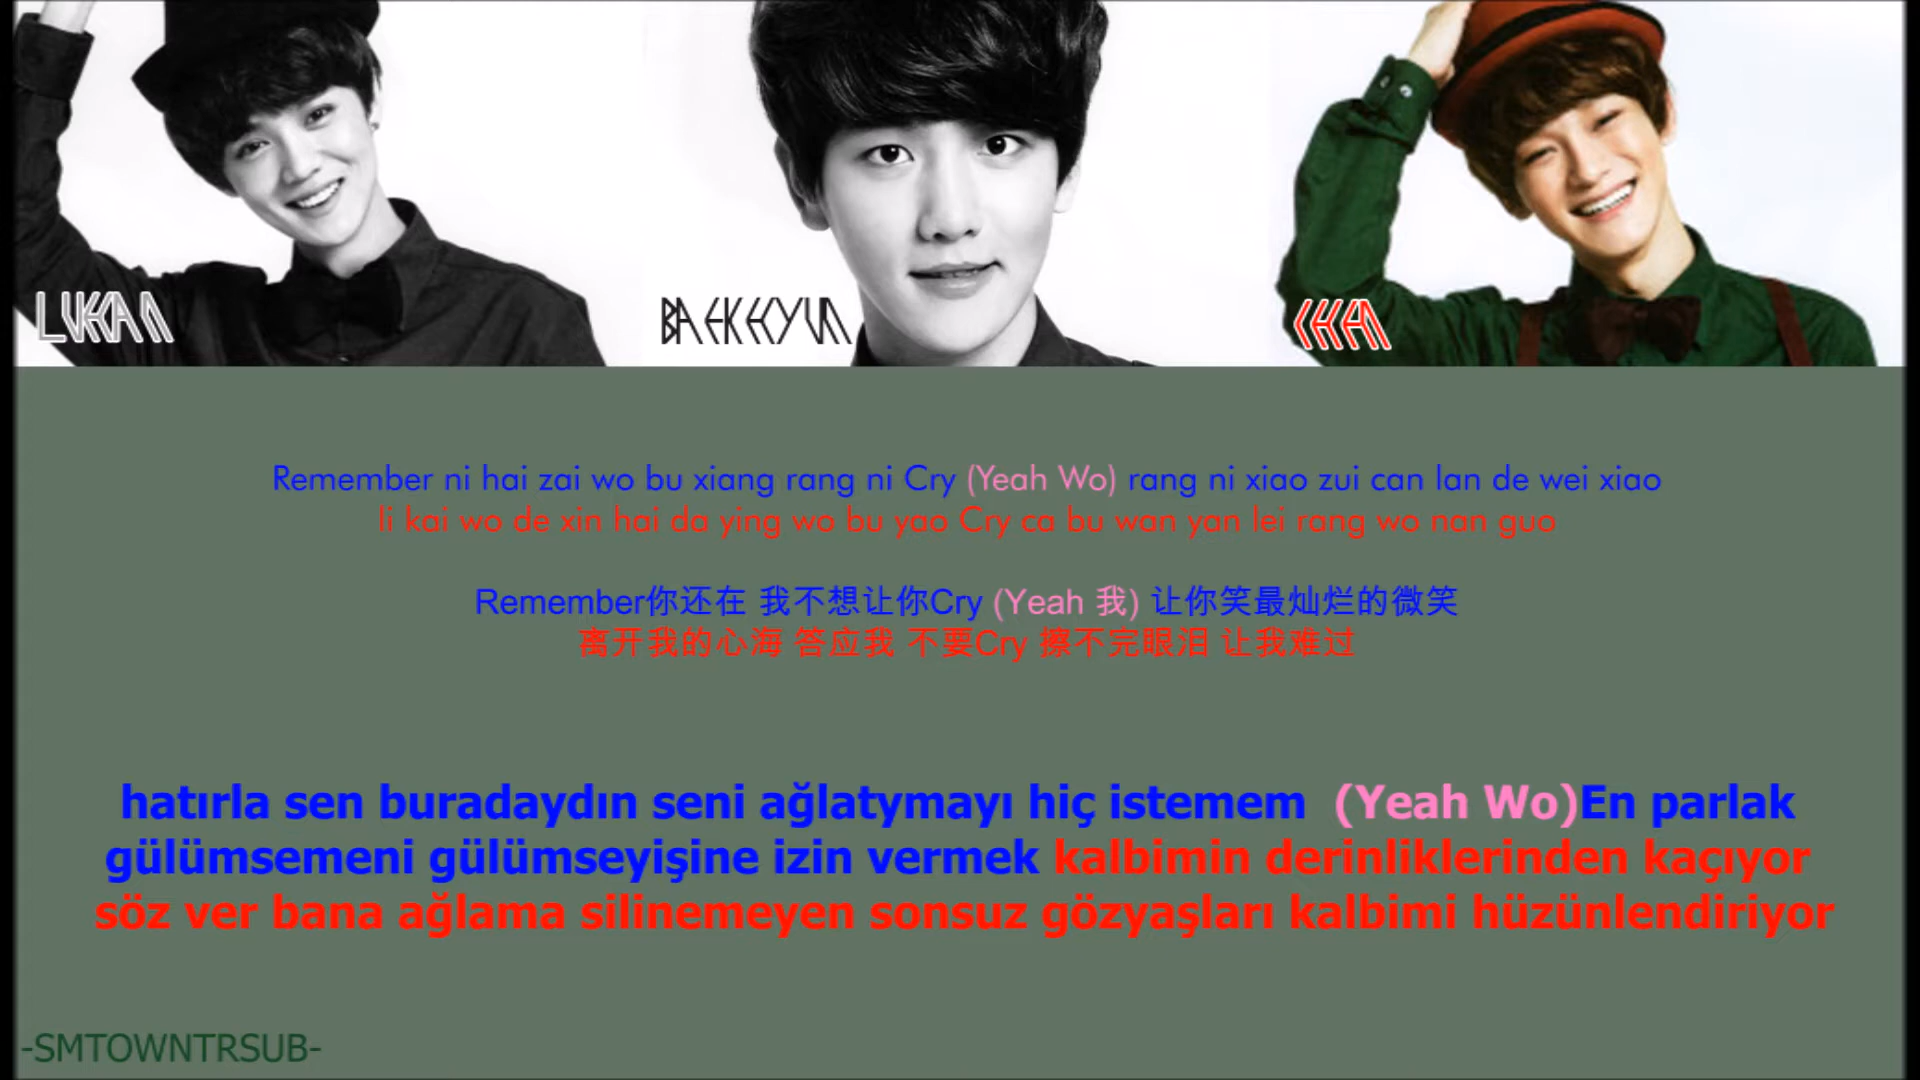 LUHAN
BAEKHYUN
CHEN
Remember ni hai zai wo bu xiang rang ni Cry (Yeah Wo) rang ni xiao zui can lan de wei xiao
li kai wo de xin hai da ying wo bu yao Cry ca bu wan yan lei rang wo nan guo
Remember你还在 我不想让你Cry (Yeah 我) 让你笑最灿烂的微笑
离开我的心海 答应我 不要Cry 擦不完眼泪 让我难过
hatırla sen buradaydın seni ağlatymayı hiç istemem (Yeah Wo)En parlak
gülümsemeni gülümseyişine izin vermek kalbimin derinliklerinden kaçıyor
söz ver bana ağlama silinemeyen sonsuz gözyaşları kalbimi hüzünlendiriyor
-SMTOWNTRSUB-